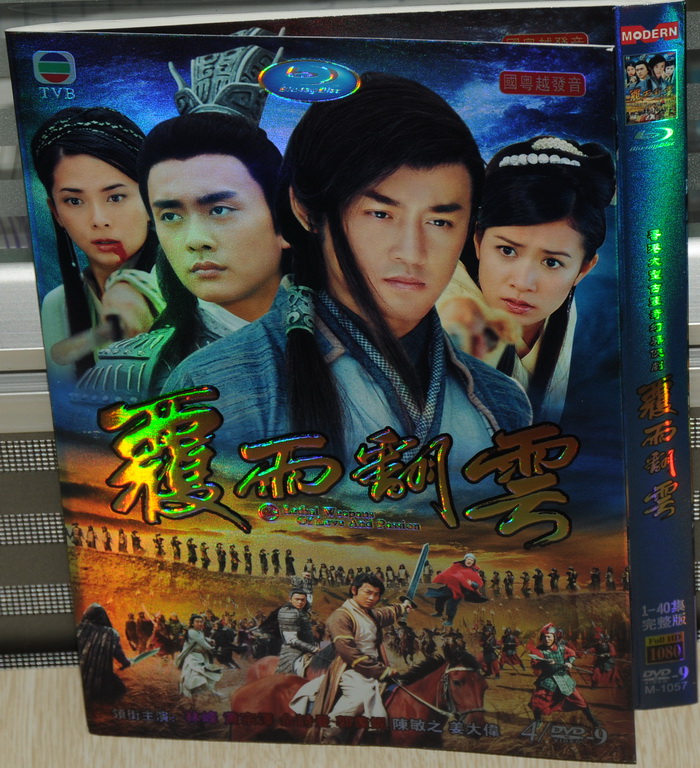 TVB
Blu-ray Disc
國粵越發音
覆雨翻雲
Lethal Weapons
Of Love And Passion
領銜主演:
陳敏之 姜大偉
4 DVD-9
MODERN
覆雨翻雲
1-40集
完整版
Full HD
1080
DVD-9
M-1057